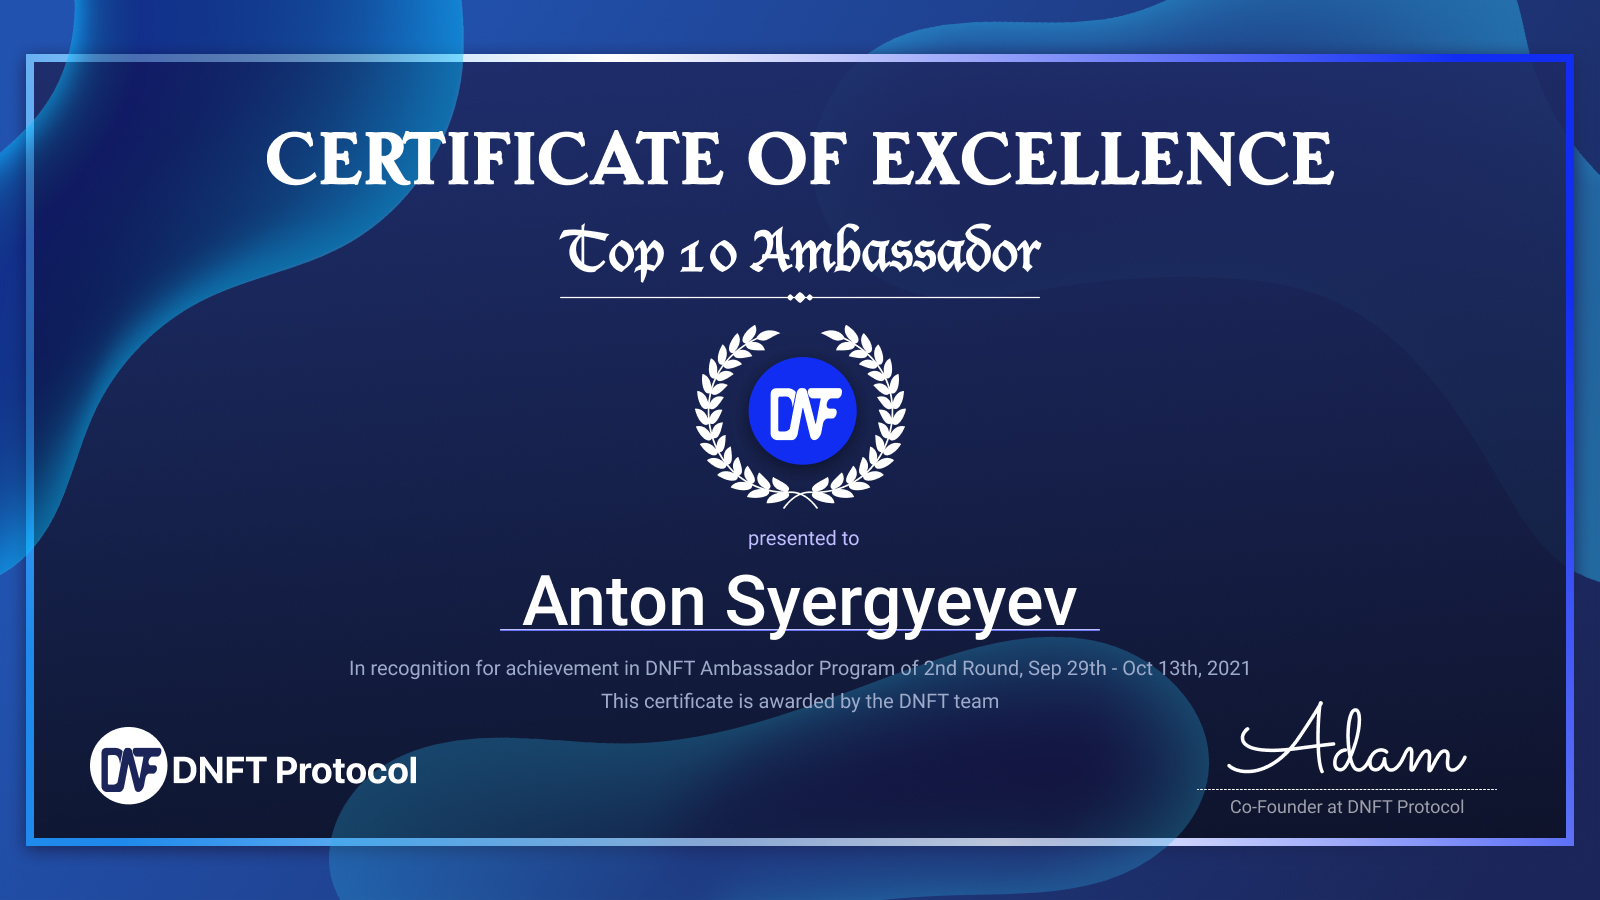 CERTIFICATE OF EXCELLENCE
Top 10 Ambassador
DNF
presented to
Anton Syergyeyev
In recognition for achievement in DNFT Ambassador Program of 2nd Round, Sep 29th - Oct 13th, 2021
This certificate is awarded by the DNFT team
DNF DNFT Protocol
Adam
Co-Founder at DNFT Protocol